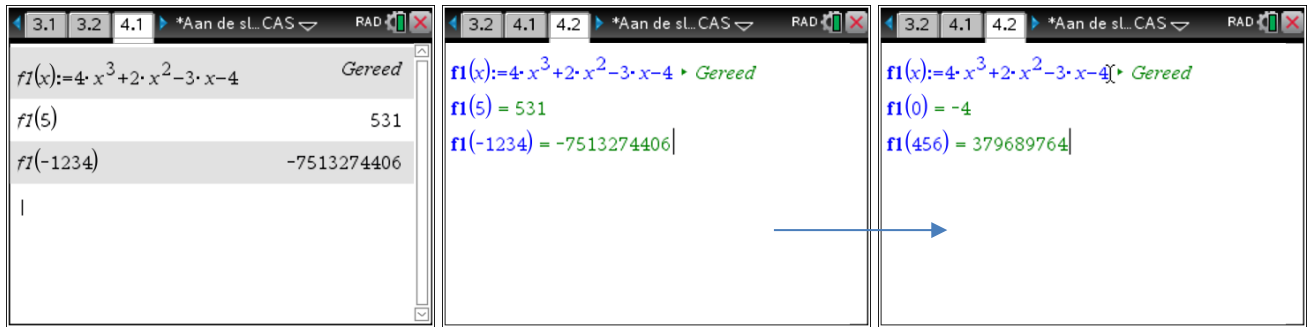 3.1 3.2 4.1 *Aan de sl…CAS RAD
f1(x):=4·x³+2·x²−3·x−4 Gereed
f1(5) 531
f1(-1234) -7513274406
3.2 4.1 4.2 *Aan de sl…CAS RAD
f1(x):=4·x³+2·x²−3·x−4 ▸ Gereed
f1(5) = 531
f1(-1234) = -7513274406
3.2 4.1 4.2 *Aan de sl…CAS RAD
f1(x):=4·x³+2·x²−3·x−4 ▸ Gereed
f1(0) = -4
f1(456) = 379689764